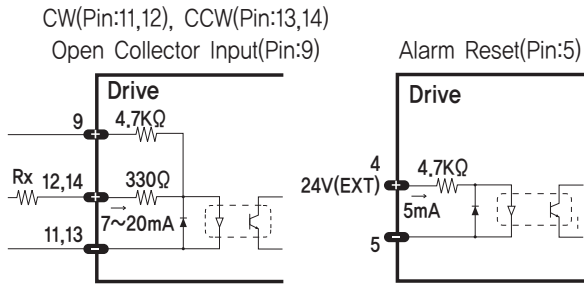 CW(Pin:11,12), CCW(Pin:13,14)
Open Collector Input(Pin:9)
Drive
9
4.7KΩ
Rx
12,14
330Ω
7~20mA
11,13
Alarm Reset(Pin:5)
Drive
4
24V(EXT)
4.7KΩ
5mA
5